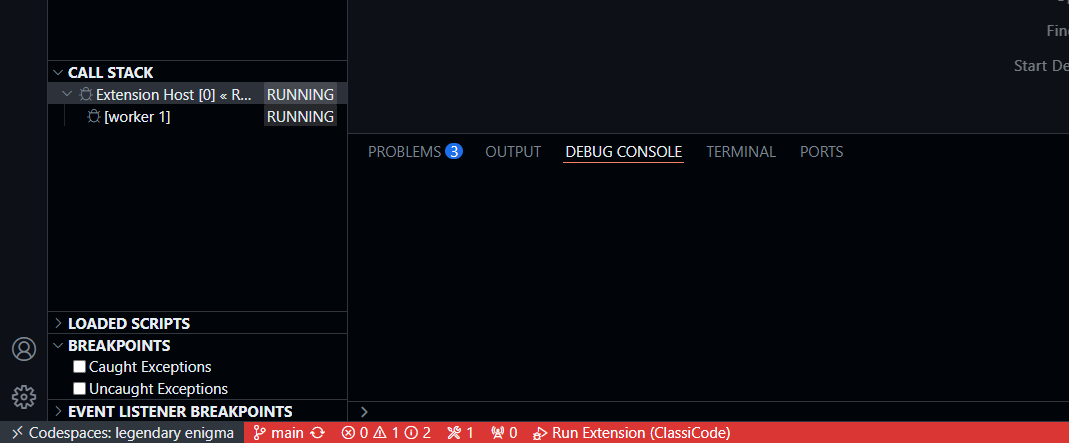 Fin
Start De
CALL STACK
Extension Host [0] « R... RUNNING
[worker 1] RUNNING
PROBLEMS 3 OUTPUT DEBUG CONSOLE TERMINAL PORTS
LOADED SCRIPTS
BREAKPOINTS
Caught Exceptions
Uncaught Exceptions
EVENT LISTENER BREAKPOINTS
Codespaces: legendary enigma main 0 1 2 1 0 Run Extension (ClassiCode)